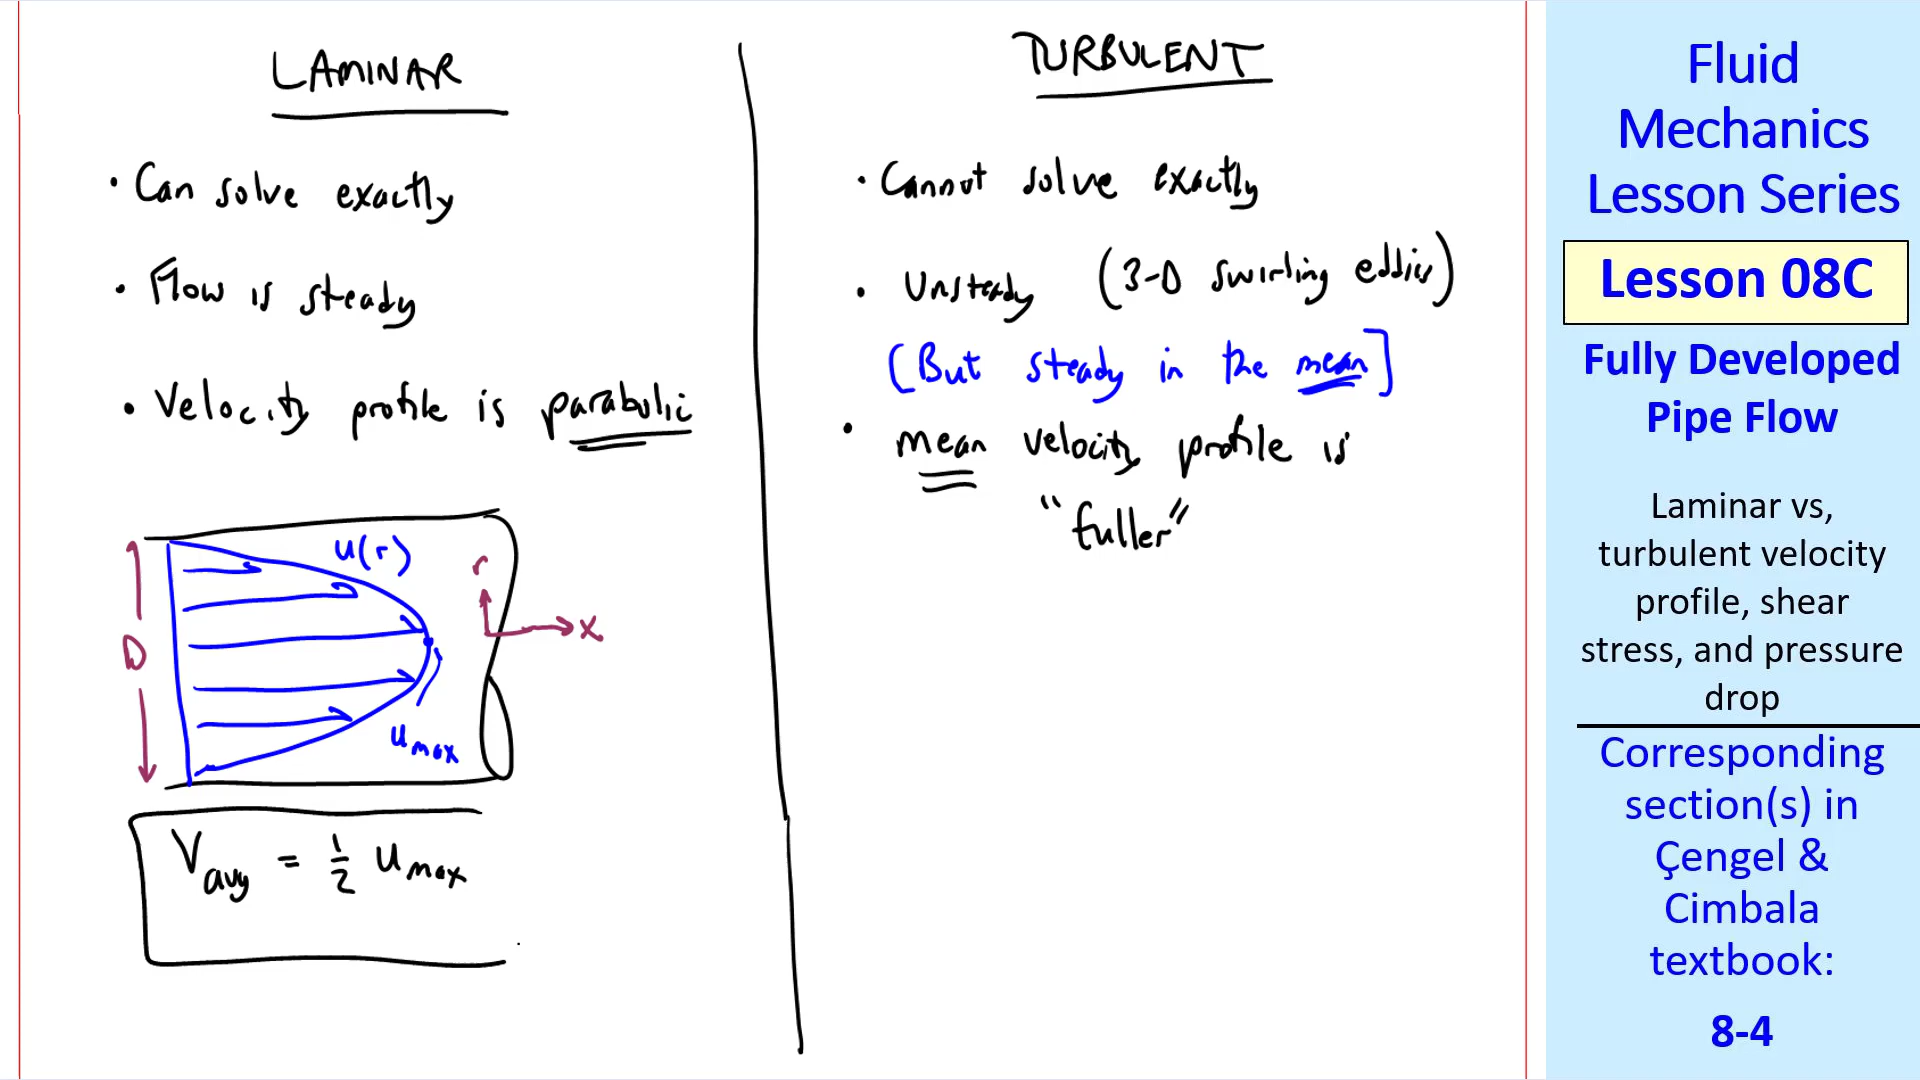 LAMINAR
• Can solve exactly
• Flow is steady
• Velocity profile is parabolic
u(r)
r
x
D
umax
Vavg = 1/2 umax
TURBULENT
• Cannot solve exactly
• Unsteady (3-D swirling eddies)
[But steady in the mean]
• mean velocity profile is
"fuller"
Fluid
Mechanics
Lesson Series
Lesson 08C
Fully Developed
Pipe Flow
Laminar vs,
turbulent velocity
profile, shear
stress, and pressure
drop
Corresponding
section(s) in
Çengel &
Cimbala
textbook:
8-4